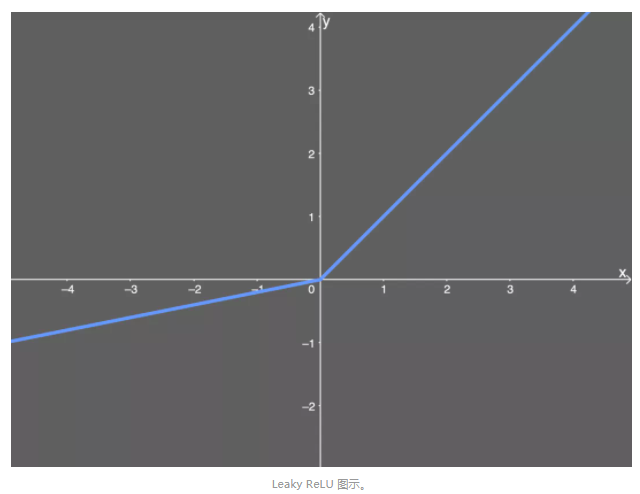 y
4
3
2
1
x
–4 –3 –2 –1 0 1 2 3 4
–1
–2
Leaky ReLU 图示。